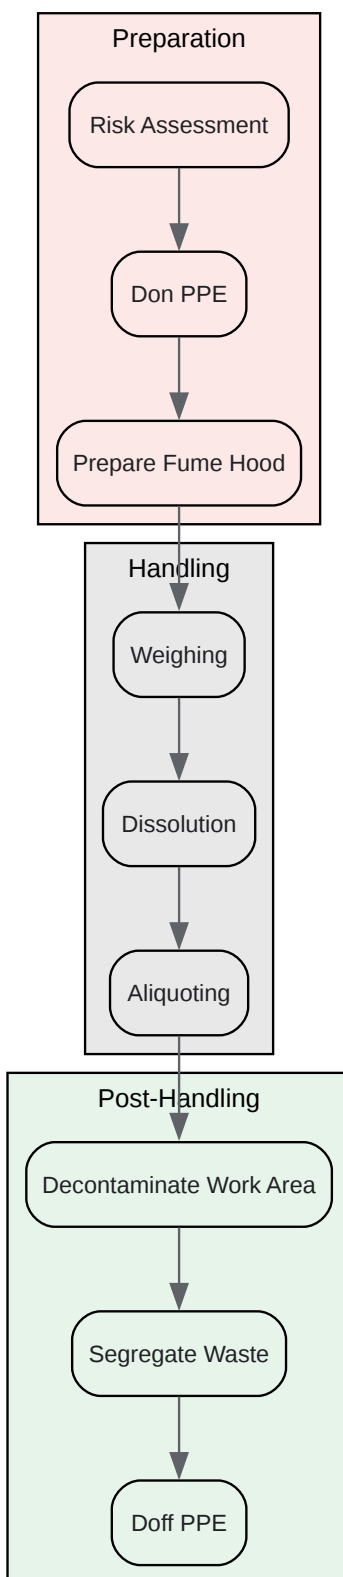 Preparation
Risk Assessment
Don PPE
Prepare Fume Hood
Handling
Weighing
Dissolution
Aliquoting
Post-Handling
Decontaminate Work Area
Segregate Waste
Doff PPE